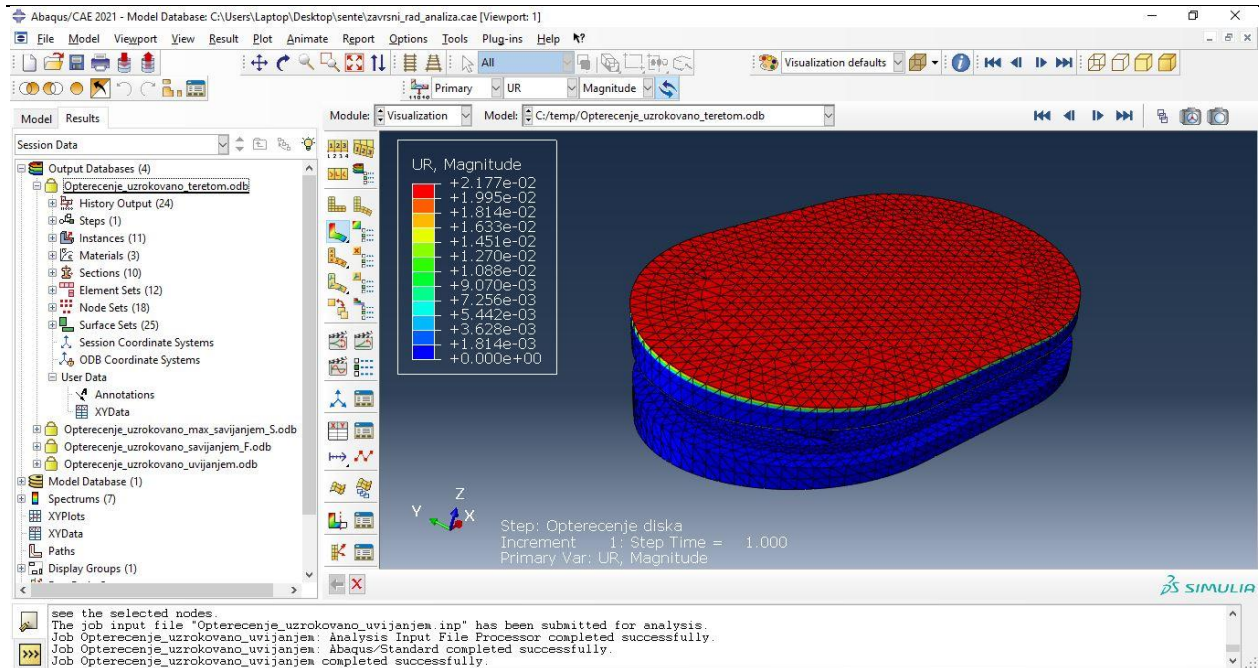 Abaqus/CAE 2021 - Model Database: C:\Users\Laptop\Desktop\sente\zavrsni_rad_analiza.cae [Viewport: 1]
File Model Viewport View Result Plot Animate Report Options Tools Plug-ins Help
All
Visualization defaults
Primary UR Magnitude
Model Results
Module: Visualization Model: C:/temp/Opterecenje_uzrokovano_teretom.odb
Session Data
Output Databases (4)
Opterecenje_uzrokovano_teretom.odb
History Output (24)
Steps (1)
Instances (11)
Materials (3)
Sections (10)
Element Sets (12)
Node Sets (18)
Surface Sets (25)
Session Coordinate Systems
ODB Coordinate Systems
User Data
Annotations
XYData
Opterecenje_uzrokovano_max_savijanjem_S.odb
Opterecenje_uzrokovano_savijanjem_F.odb
Opterecenje_uzrokovano_uvijanjem.odb
Model Database (1)
Spectrums (7)
XYPlots
XYData
Paths
Display Groups (1)
UR, Magnitude
+2.177e-02
+1.995e-02
+1.814e-02
+1.633e-02
+1.451e-02
+1.270e-02
+1.088e-02
+9.070e-03
+7.256e-03
+5.442e-03
+3.628e-03
+1.814e-03
+0.000e+00
Z
Y
X
Step: Opterecenje diska
Increment 1: Step Time = 1.000
Primary Var: UR, Magnitude
SIMULIA
see the selected nodes.
The job input file "Opterecenje_uzrokovano_uvijanjem.inp" has been submitted for analysis.
Job Opterecenje_uzrokovano_uvijanjem: Analysis Input File Processor completed successfully.
Job Opterecenje_uzrokovano_uvijanjem: Abaqus/Standard completed successfully.
Job Opterecenje_uzrokovano_uvijanjem completed successfully.